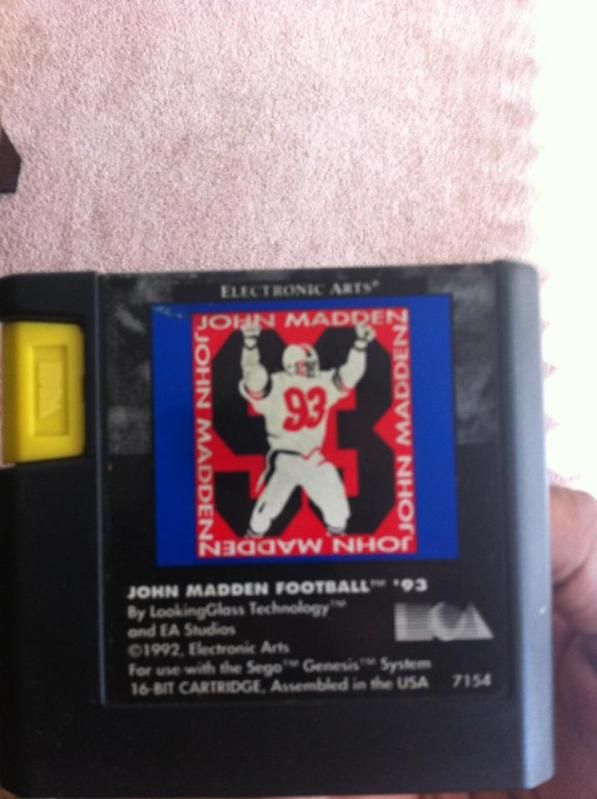 ELECTRONIC ARTS®
JOHN MADDEN
JOHN MADDEN
JOHN MADDEN
93
93
JOHN MADDEN
JOHN MADDEN FOOTBALL™ '93
By LookingGlass Technology™
and EA Studios
©1992, Electronic Arts
For use with the Sega™ Genesis™ System
16-BIT CARTRIDGE, Assembled in the USA 7154
EA